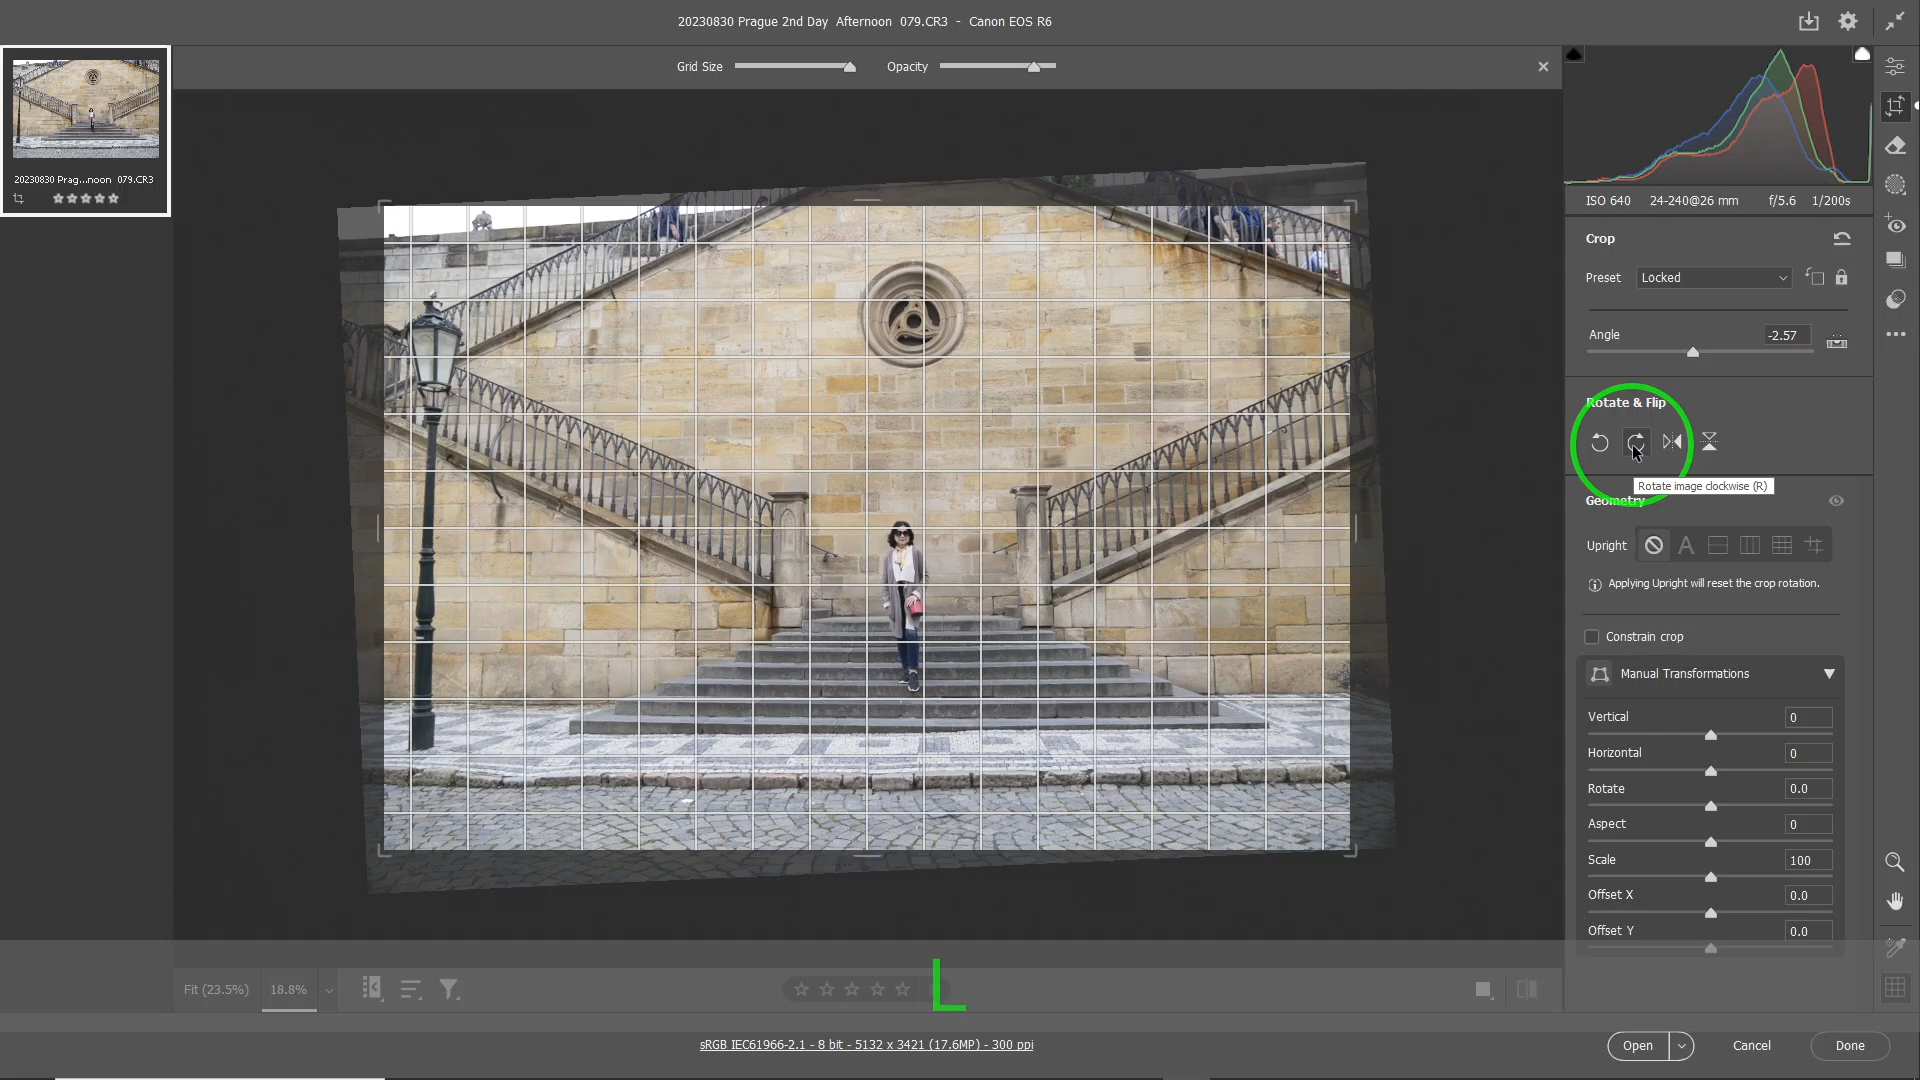 20230830 Prague 2nd Day Afternoon 079.CR3 - Canon EOS R6
Grid Size
Opacity
20230830 Prag...noon 079.CR3
ISO 640 24-240@26 mm f/5.6 1/200s
Crop
Preset Locked
Angle -2.57
Rotate & Flip
Rotate image clockwise (R)
Geometry
Upright A
Applying Upright will reset the crop rotation.
Constrain crop
Manual Transformations
Vertical 0
Horizontal 0
Rotate 0.0
Aspect 0
Scale 100
Offset X 0.0
Offset Y 0.0
Fit (23.5%) 18.8%
L
sRGB IEC61966-2.1 - 8 bit - 5132 x 3421 (17.6MP) - 300 ppi
Open Cancel Done